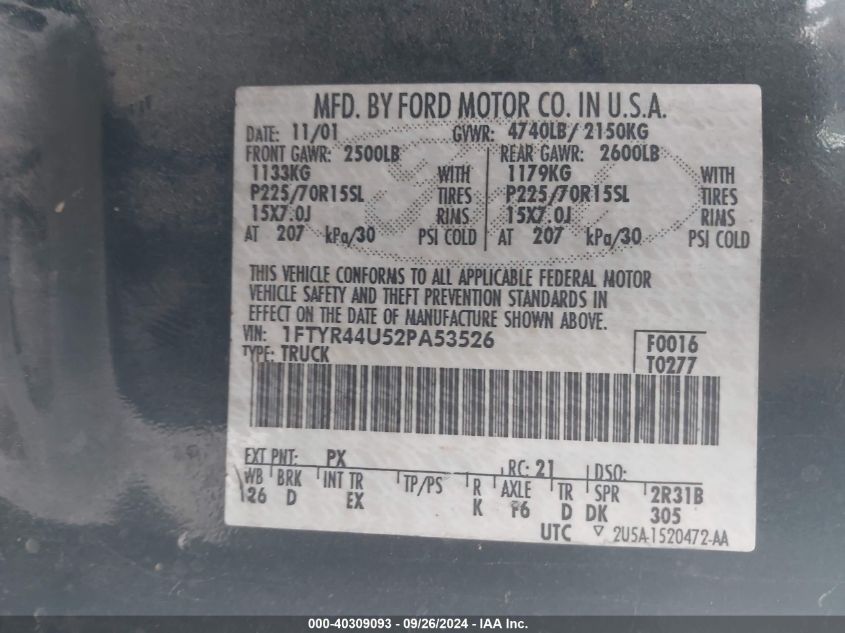 MFD. BY FORD MOTOR CO. IN U.S.A.
DATE: 11/01 GVWR: 4740LB/ 2150KG
FRONT GAWR: 2500LB REAR GAWR: 2600LB
1133KG WITH 1179KG WITH
P225/70R15SL TIRES P225/70R15SL TIRES
15X7.0J RIMS 15X7.0J RIMS
AT 207 kPa/30 PSI COLD AT 207 kPa/30 PSI COLD
THIS VEHICLE CONFORMS TO ALL APPLICABLE FEDERAL MOTOR
VEHICLE SAFETY AND THEFT PREVENTION STANDARDS IN
EFFECT ON THE DATE OF MANUFACTURE SHOWN ABOVE.
VIN: 1FTYR44U52PA53526 F0016
TYPE: TRUCK T0277
EXT PNT: PX RC: 21 DSO:
WB BRK INT TR TP/PS R AXLE TR SPR 2R31B
126 D EX K F6 D DK 305
UTC ▽ 2U5A-1520472-AA
000-40309093 - 09/26/2024 - IAA Inc.